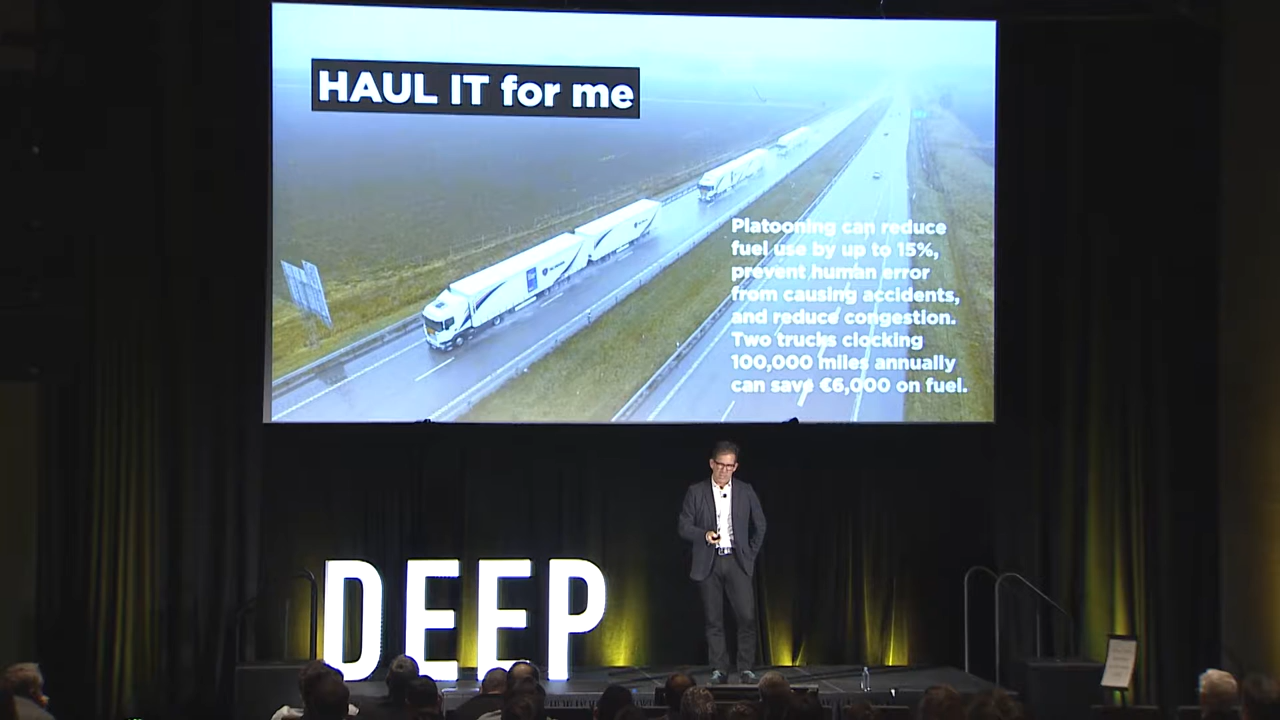 HAUL IT for me
Platooning can reduce
fuel use by up to 15%,
prevent human error
from causing accidents,
and reduce congestion.
Two trucks clocking
100,000 miles annually
can save €6,000 on fuel.
DEEP